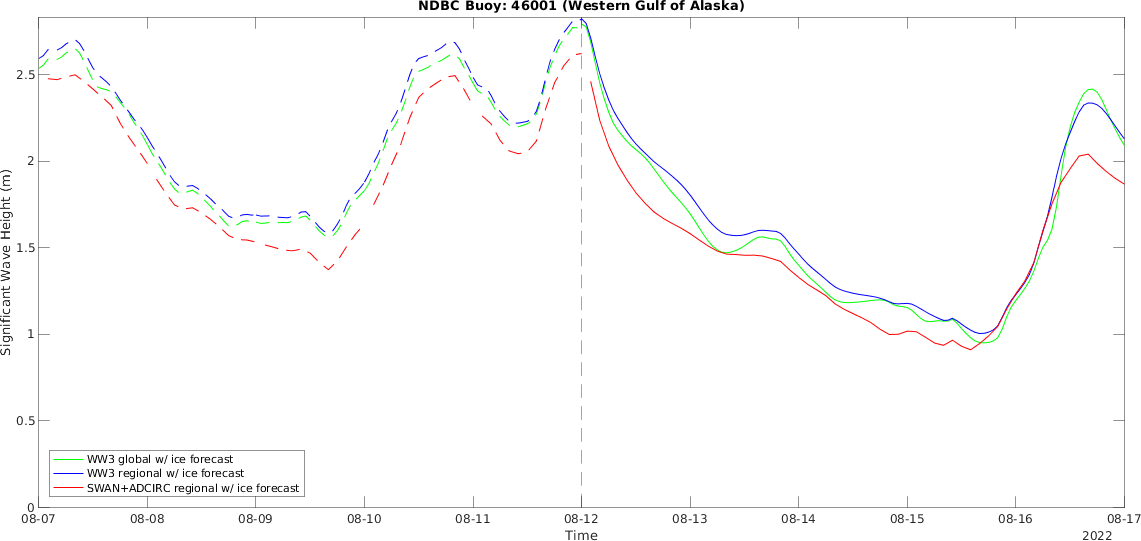 NDBC Buoy: 46001 (Western Gulf of Alaska)
Significant Wave Height (m)
2.5
2
1.5
1
0.5
0
WW3 global w/ ice forecast
WW3 regional w/ ice forecast
SWAN+ADCIRC regional w/ ice forecast
08-07 08-08 08-09 08-10 08-11 08-12 08-13 08-14 08-15 08-16 08-17
Time
2022